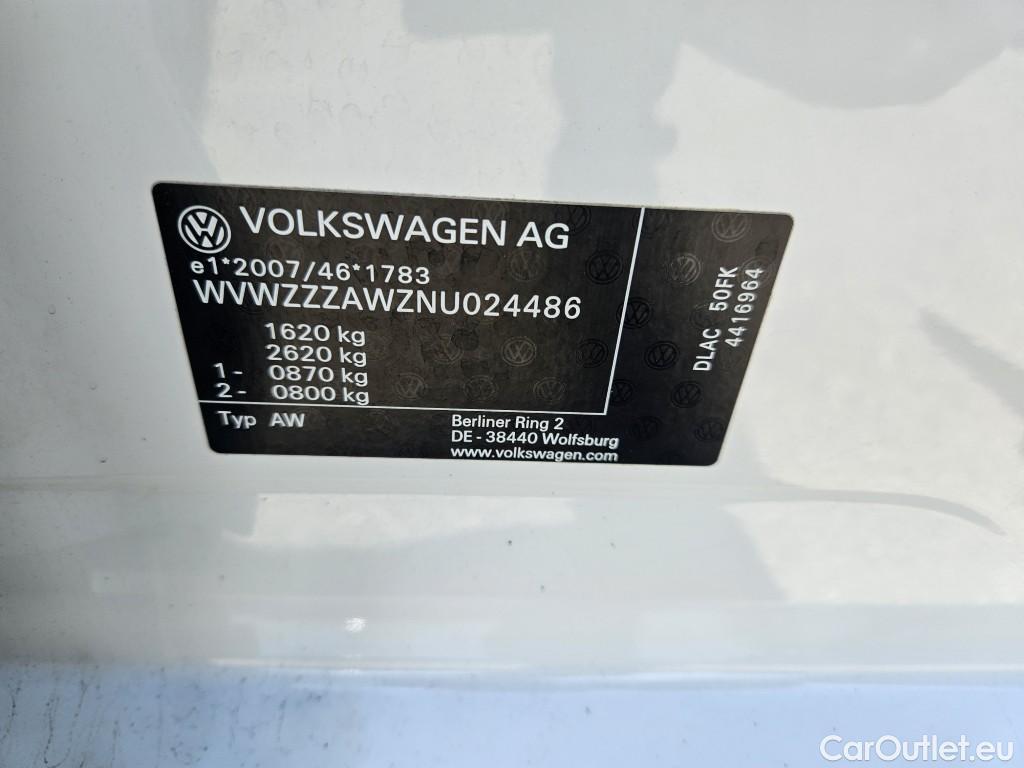 VOLKSWAGEN AG
e1*2007/46*1783
WVWZZZAWZNU024486
1620 kg
2620 kg
1- 0870 kg
2- 0800 kg
Typ AW
Berliner Ring 2
DE-38440 Wolfsburg
www.volkswagen.com
DLAC 50FK
4416964
CarOutlet.eu